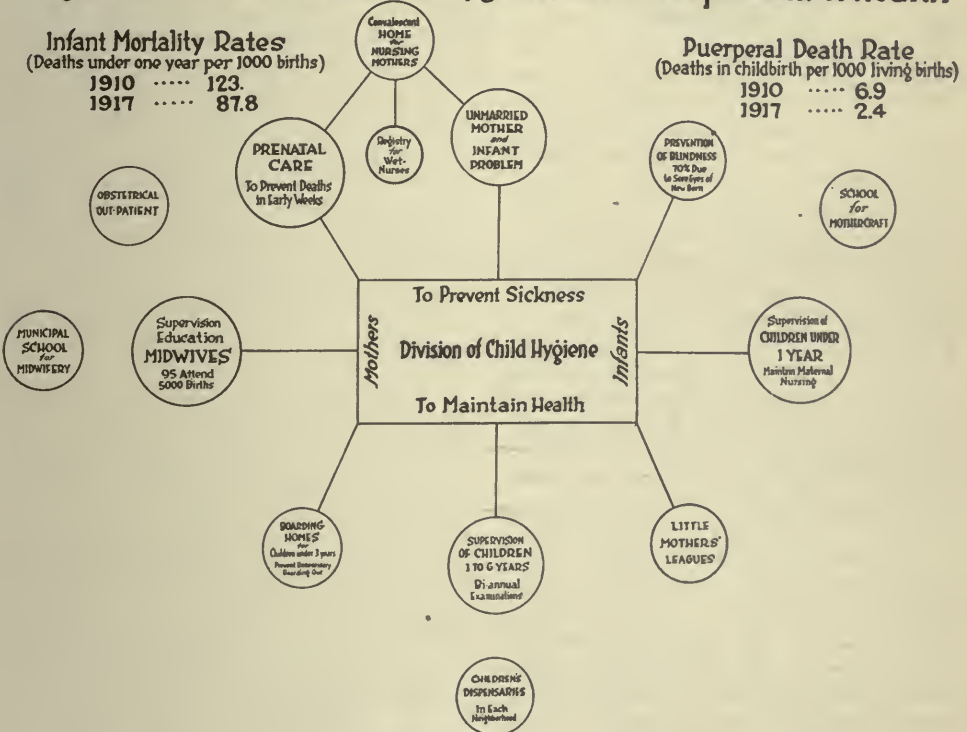 Infant Mortality Rates
(Deaths under one year per 1000 births)
1910 ..... 123.
1917 ..... 87.8
Puerperal Death Rate
(Deaths in childbirth per 1000 living births)
1910 ..... 6.9
1917 ..... 2.4
Convalescent
HOME
for
NURSING
MOTHERS
PRENATAL
CARE
To Prevent Deaths
in Early Weeks
Registry
for
Wet-
Nurses
UNMARRIED
MOTHER
and
INFANT
PROBLEM
PREVENTION
OF BLINDNESS
70% Due
to Sore Eyes of
New Born
OBSTETRICAL
OUT-PATIENT
SCHOOL
for
MOTHERCRAFT
MUNICIPAL
SCHOOL
for
MIDWIFERY
Supervision
Education
MIDWIVES
95 Attend
5000 Births
To Prevent Sickness
Mothers
Division of Child Hygiene
Infants
To Maintain Health
Supervision of
CHILDREN UNDER
1 YEAR
Maintain Maternal
Nursing
BOARDING
HOMES
for
Children under 3 years
Prevent Unnecessary
Boarding Out
SUPERVISION
OF CHILDREN
1 TO 6 YEARS
Bi-annual
Examinations
LITTLE
MOTHERS'
LEAGUES
CHILDREN'S
DISPENSARIES
In Each
Neighborhood